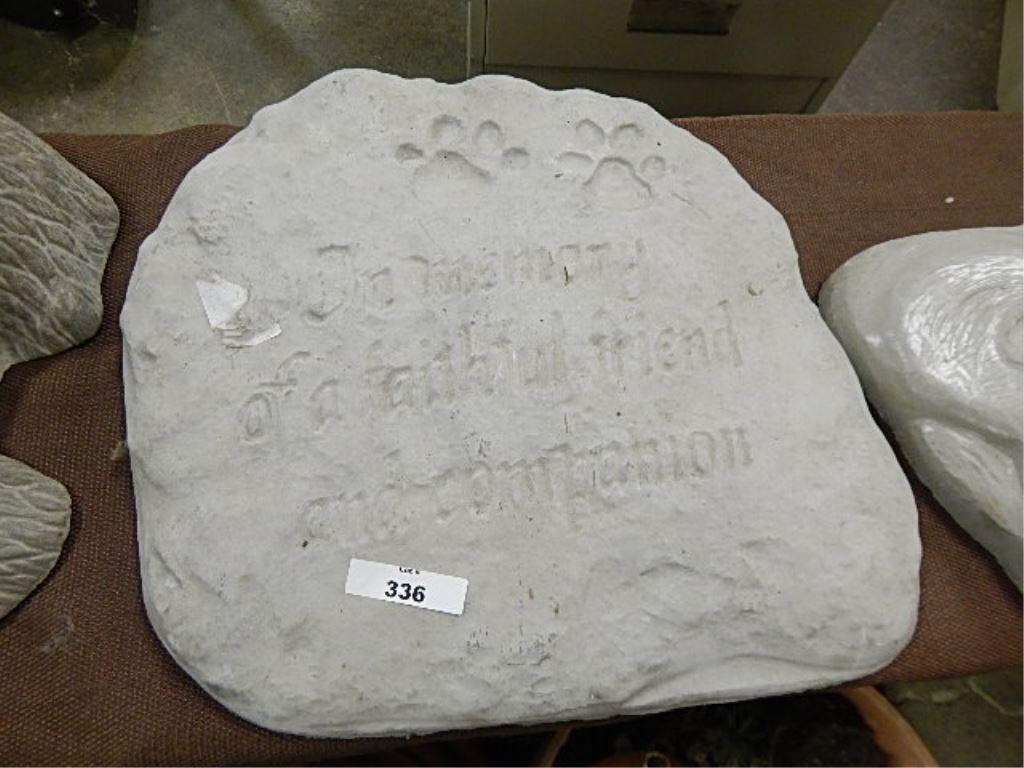 In memory
of a faithful friend
and companion
336